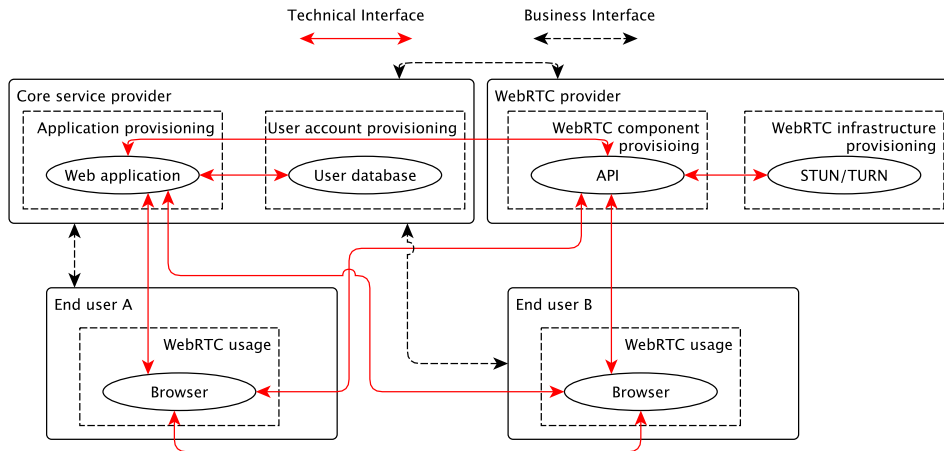 Technical Interface
Business Interface
Core service provider
WebRTC provider
Application provisioning
User account provisioning
WebRTC component
provisioing
WebRTC infrastructure
provisioning
Web application
User database
API
STUN/TURN
End user A
End user B
WebRTC usage
WebRTC usage
Browser
Browser